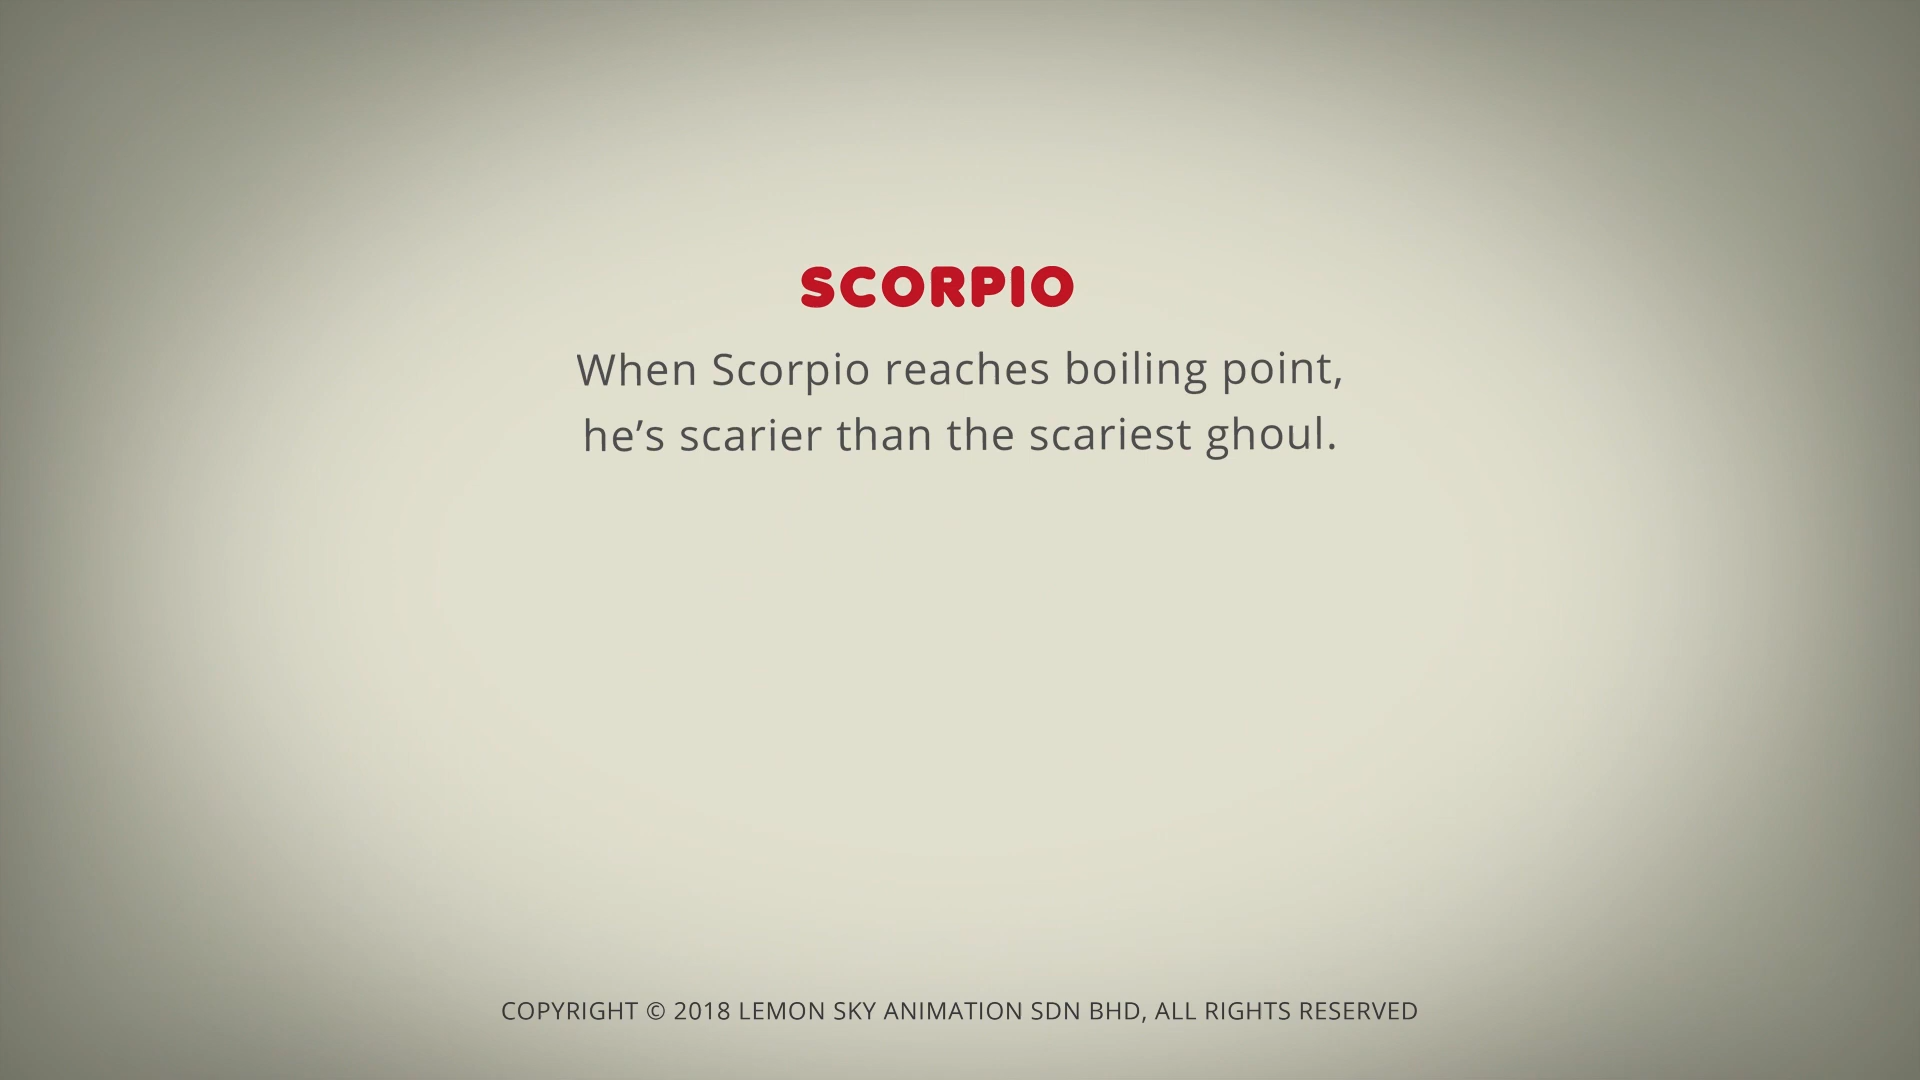 SCORPIO
When Scorpio reaches boiling point,
he’s scarier than the scariest ghoul.
COPYRIGHT © 2018 LEMON SKY ANIMATION SDN BHD, ALL RIGHTS RESERVED